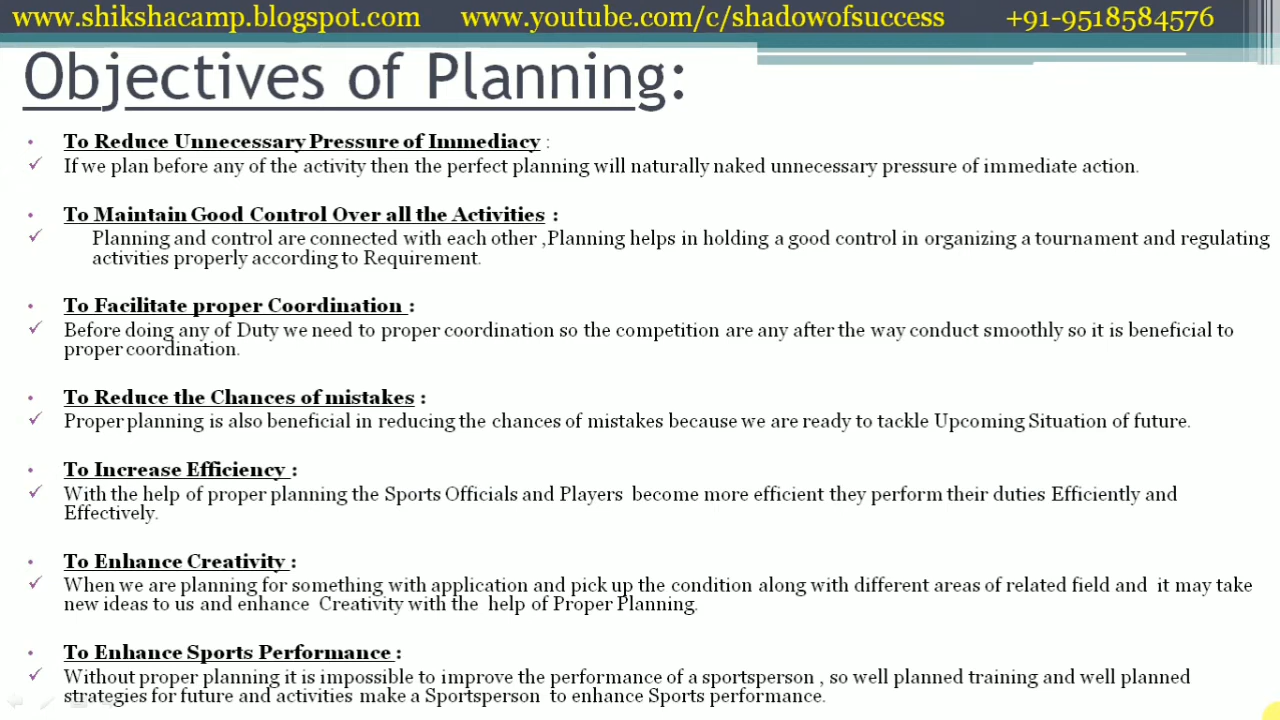 www.shikshacamp.blogspot.com www.youtube.com/c/shadowofsuccess +91-9518584576
Objectives of Planning:
• To Reduce Unnecessary Pressure of Immediacy :
✓ If we plan before any of the activity then the perfect planning will naturally naked unnecessary pressure of immediate action.
• To Maintain Good Control Over all the Activities :
✓ Planning and control are connected with each other ,Planning helps in holding a good control in organizing a tournament and regulating
activities properly according to Requirement.
• To Facilitate proper Coordination :
✓ Before doing any of Duty we need to proper coordination so the competition are any after the way conduct smoothly so it is beneficial to
proper coordination.
• To Reduce the Chances of mistakes :
✓ Proper planning is also beneficial in reducing the chances of mistakes because we are ready to tackle Upcoming Situation of future.
• To Increase Efficiency :
✓ With the help of proper planning the Sports Officials and Players become more efficient they perform their duties Efficiently and
Effectively.
• To Enhance Creativity :
✓ When we are planning for something with application and pick up the condition along with different areas of related field and it may take
new ideas to us and enhance Creativity with the help of Proper Planning.
• To Enhance Sports Performance :
✓ Without proper planning it is impossible to improve the performance of a sportsperson , so well planned training and well planned
strategies for future and activities make a Sportsperson to enhance Sports performance.